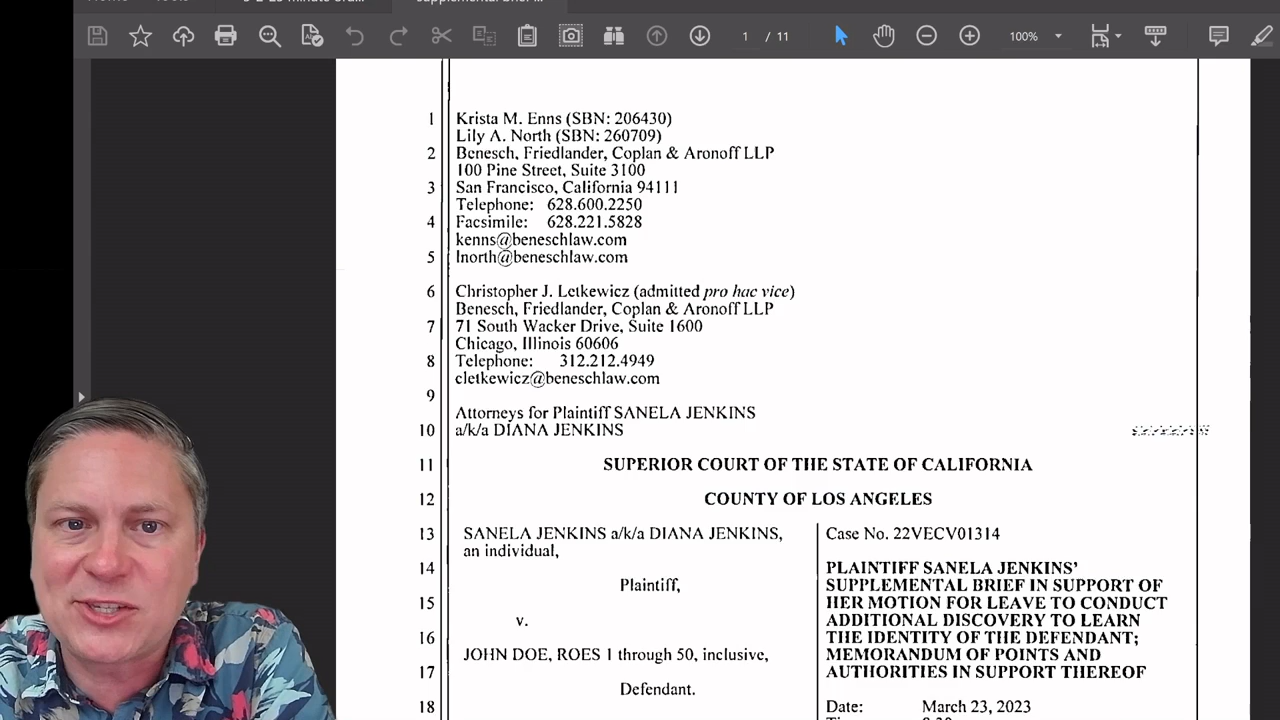 1 / 11
100%
1 Krista M. Enns (SBN: 206430)
Lily A. North (SBN: 260709)
2 Benesch, Friedlander, Coplan & Aronoff LLP
100 Pine Street, Suite 3100
3 San Francisco, California 94111
Telephone: 628.600.2250
4 Facsimile: 628.221.5828
kenns@beneschlaw.com
5 lnorth@beneschlaw.com
6 Christopher J. Letkewicz (admitted pro hac vice)
Benesch, Friedlander, Coplan & Aronoff LLP
7 71 South Wacker Drive, Suite 1600
Chicago, Illinois 60606
8 Telephone: 312.212.4949
cletkewicz@beneschlaw.com
9
Attorneys for Plaintiff SANELA JENKINS
10 a/k/a DIANA JENKINS
11 SUPERIOR COURT OF THE STATE OF CALIFORNIA
12 COUNTY OF LOS ANGELES
13 SANELA JENKINS a/k/a DIANA JENKINS,
an individual,
14
Plaintiff,
15
v.
16
JOHN DOE, ROES 1 through 50, inclusive,
17
Defendant.
18
Case No. 22VECV01314
PLAINTIFF SANELA JENKINS'
SUPPLEMENTAL BRIEF IN SUPPORT OF
HER MOTION FOR LEAVE TO CONDUCT
ADDITIONAL DISCOVERY TO LEARN
THE IDENTITY OF THE DEFENDANT;
MEMORANDUM OF POINTS AND
AUTHORITIES IN SUPPORT THEREOF
Date: March 23, 2023